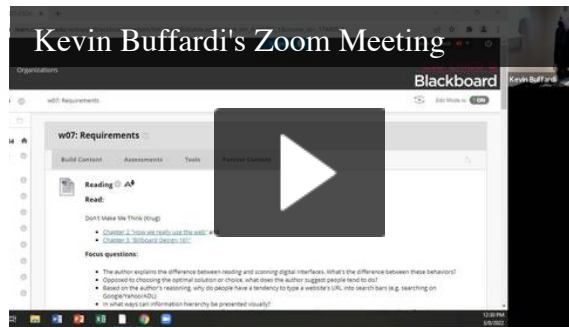 Kevin Buffardi's Zoom Meeting
Organizations
Blackboard
Kevin Buffardi
w07: Requirements
Edit Mode is: ON
w07: Requirements
Build Content Assessments Tools Partner Content
Reading
Read:
Don't Make Me Think (Krug)
Chapter 2 "How we really use the web" and
Chapter 3 "Billboard Design 101"
Focus questions:
The author explains the difference between reading and scanning digital interfaces. What's the difference between these behaviors?
Opposed to choosing the optimal solution or choice, what does the author suggest people tend to do?
Based on the author's reasoning, why do people have a tendency to type a website's URL into search bars (e.g. searching on
Google/Yahoo/AOL)
In what ways can information hierarchy be presented visually?
12:30 PM